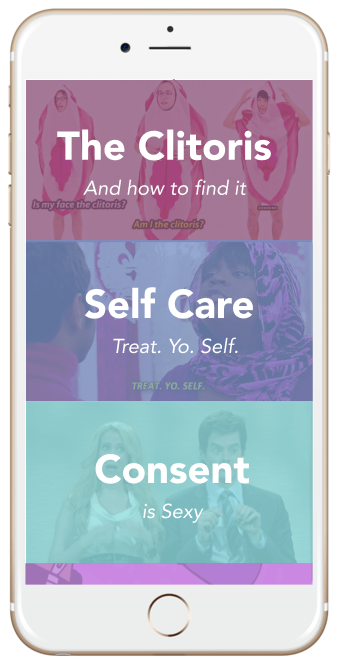 The Clitoris
And how to find it
Is my face the clitoris?
Am I the clitoris?
Self Care
Treat. Yo. Self.
TREAT. YO. SELF.
Consent
is Sexy